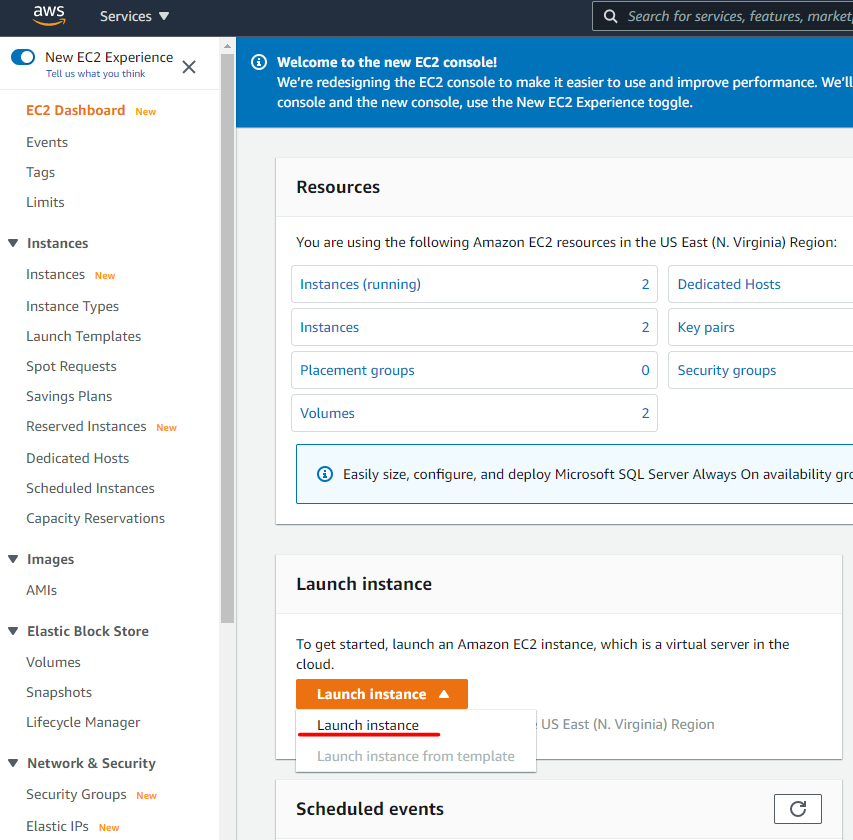 aws
Services
Search for services, features, market
New EC2 Experience
Tell us what you think
EC2 Dashboard New
Events
Tags
Limits
Instances
Instances New
Instance Types
Launch Templates
Spot Requests
Savings Plans
Reserved Instances New
Dedicated Hosts
Scheduled Instances
Capacity Reservations
Images
AMIs
Elastic Block Store
Volumes
Snapshots
Lifecycle Manager
Network & Security
Security Groups New
Elastic IPs New
Welcome to the new EC2 console!
We're redesigning the EC2 console to make it easier to use and improve performance. We'll
console and the new console, use the New EC2 Experience toggle.
Resources
You are using the following Amazon EC2 resources in the US East (N. Virginia) Region:
Instances (running) 2
Dedicated Hosts
Instances 2
Key pairs
Placement groups 0
Security groups
Volumes 2
Easily size, configure, and deploy Microsoft SQL Server Always On availability gro
Launch instance
To get started, launch an Amazon EC2 instance, which is a virtual server in the
cloud.
Launch instance
Launch instance
US East (N. Virginia) Region
Launch instance from template
Scheduled events